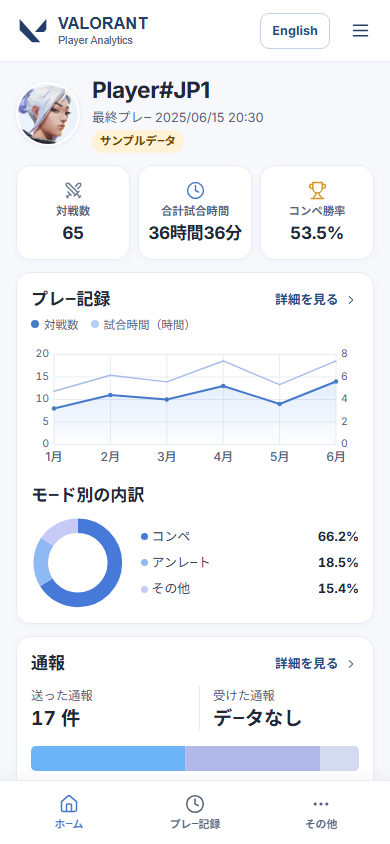 VALORANT
Player Analytics
English
Player#JP1
最終プレー 2025/06/15 20:30
サンプルデータ
対戦数
65
合計試合時間
36時間36分
コンペ勝率
53.5%
プレー記録
詳細を見る
対戦数
試合時間（時間）
20 8
15 6
10 4
5 2
0 0
1月 2月 3月 4月 5月 6月
モード別の内訳
コンペ 66.2%
アンレート 18.5%
その他 15.4%
通報
詳細を見る
送った通報
17 件
受けた通報
データなし
ホーム
プレー記録
その他